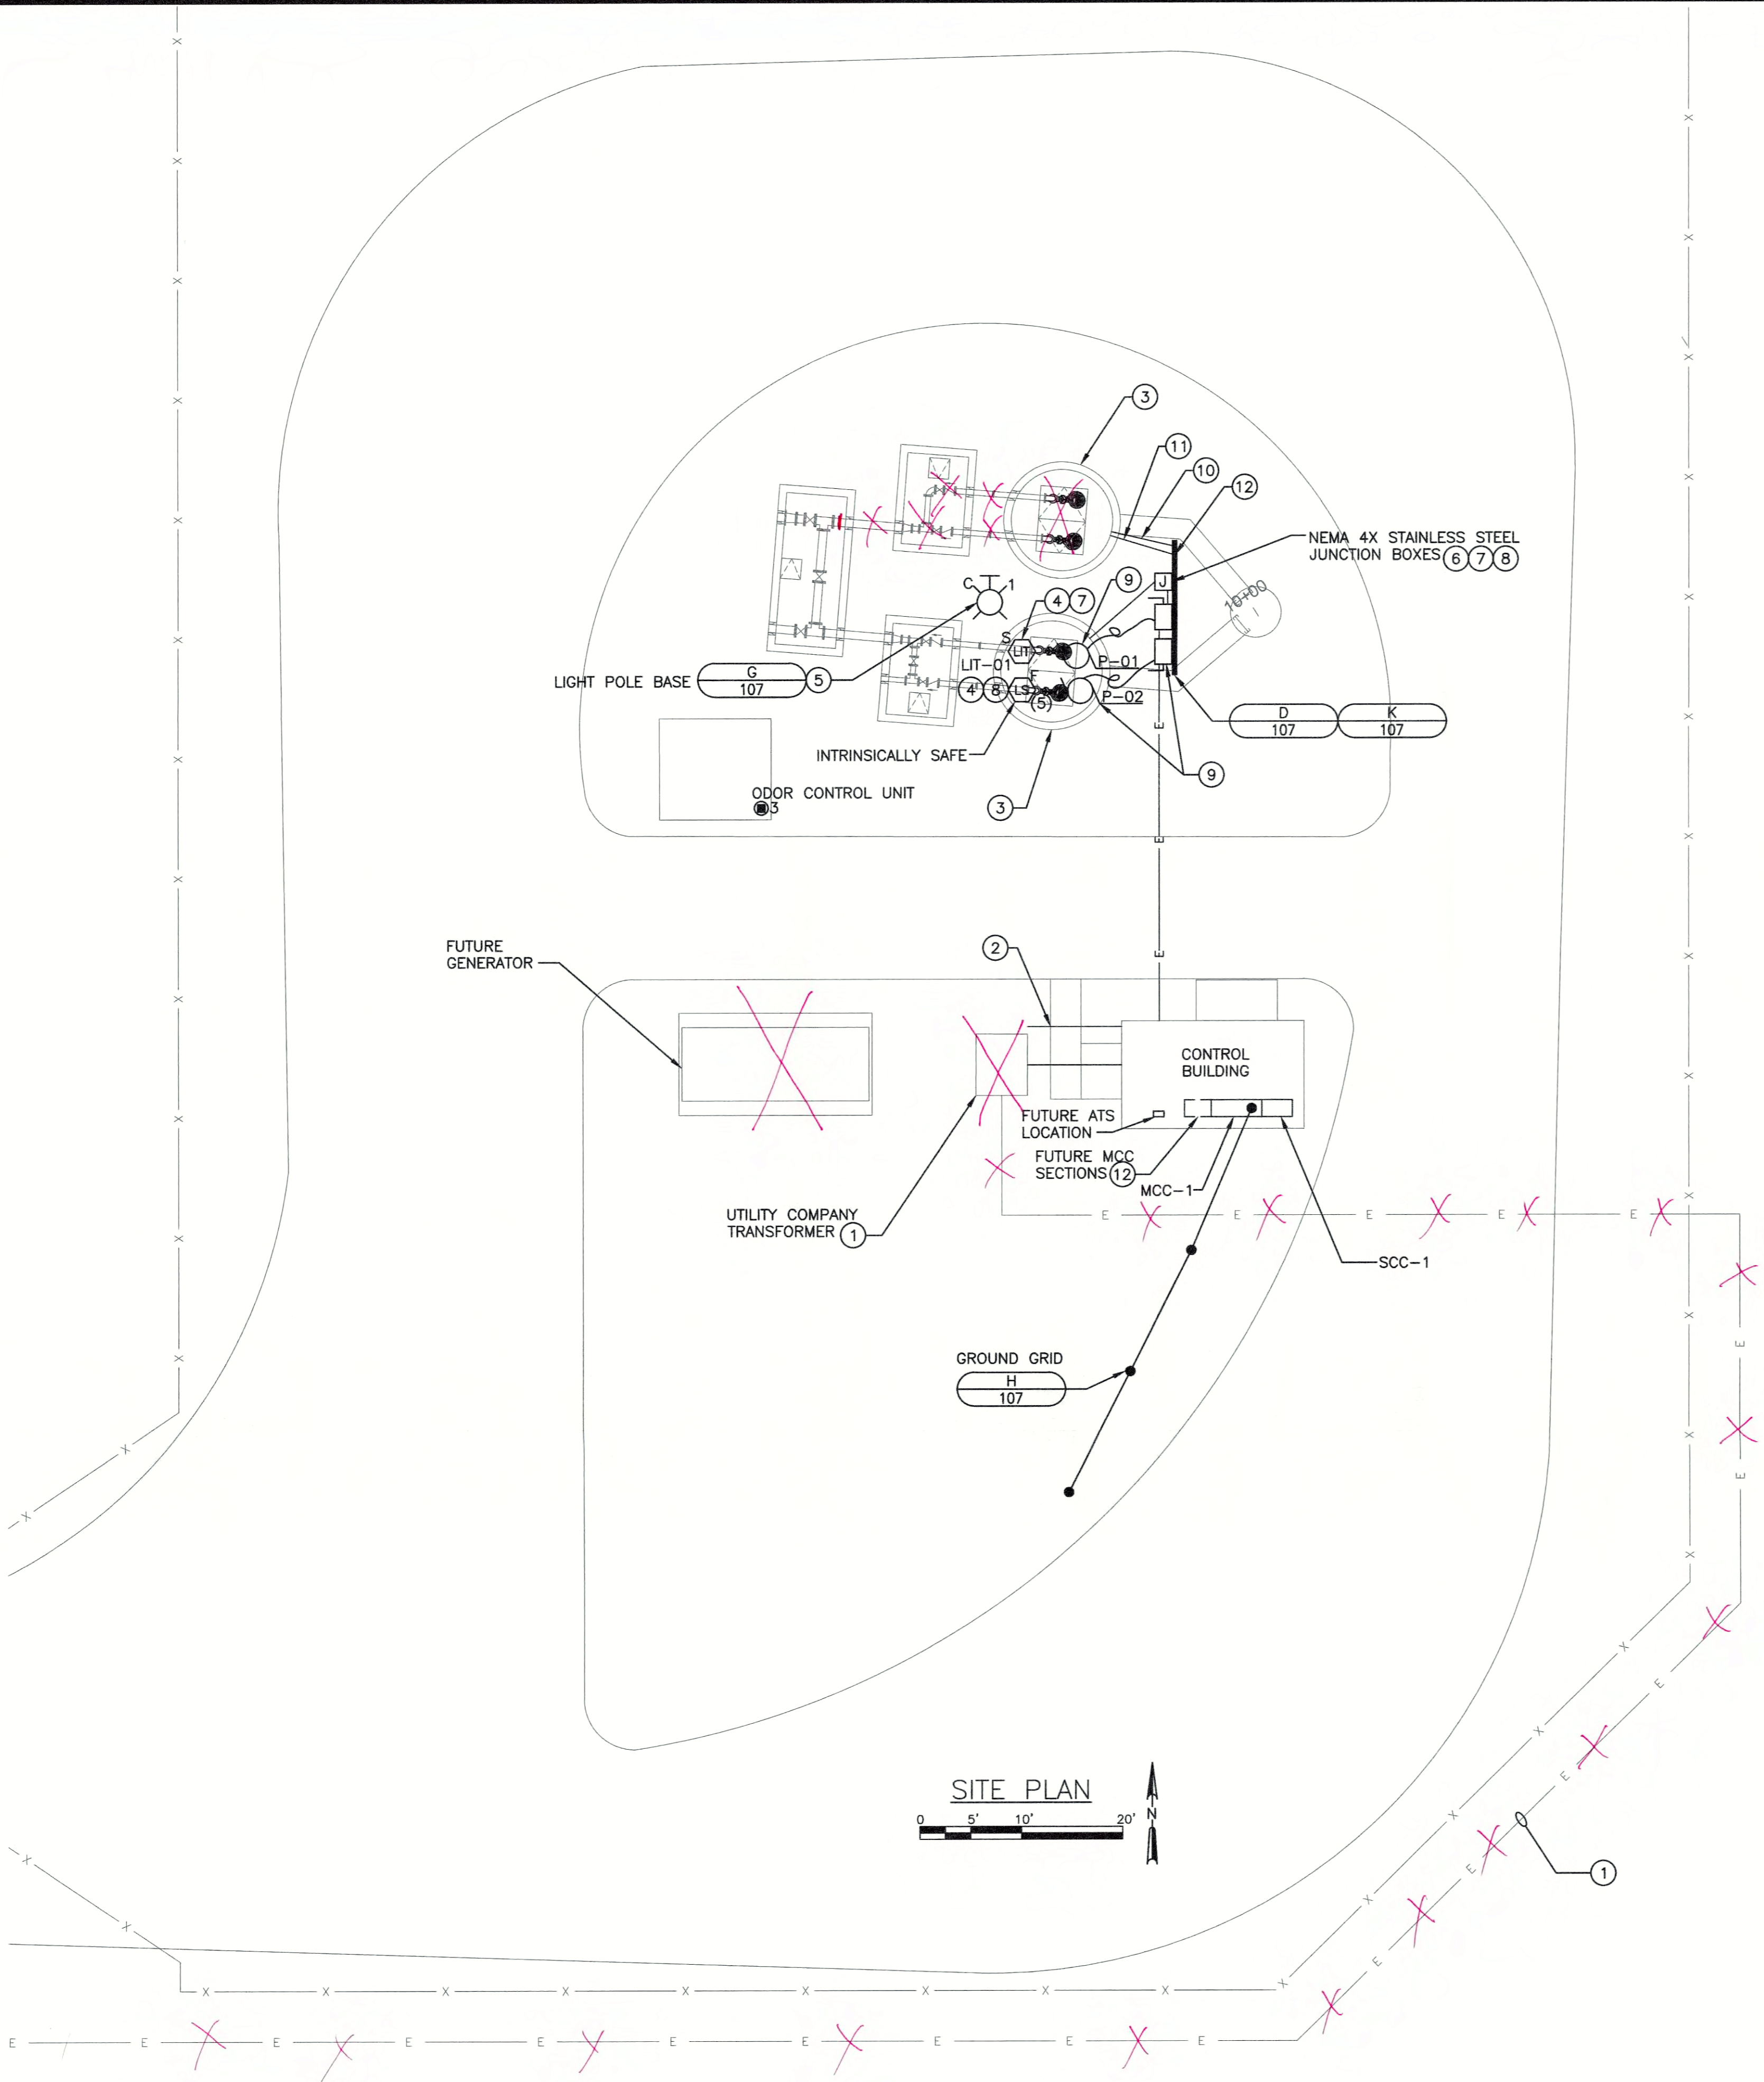 3
11
10
12
NEMA 4X STAINLESS STEEL
JUNCTION BOXES 6 7 8
J
10+00
9
C 1
4 7
S
LIT
LIT-01
P-01
LIGHT POLE BASE G 107 5
F
4 8 LS
(5)
P-02
D 107 K 107
INTRINSICALLY SAFE
9
ODOR CONTROL UNIT
3
3
E
E
E
FUTURE
GENERATOR
2
CONTROL
BUILDING
FUTURE ATS
LOCATION
FUTURE MCC
SECTIONS 12
MCC-1
UTILITY COMPANY
TRANSFORMER 1
E E E E E
SCC-1
E
GROUND GRID
H
107
E
E
SITE PLAN
0 5' 10' 20'
N
E
E
1
E
E E E E E E E E E E
X X X X X X X X X